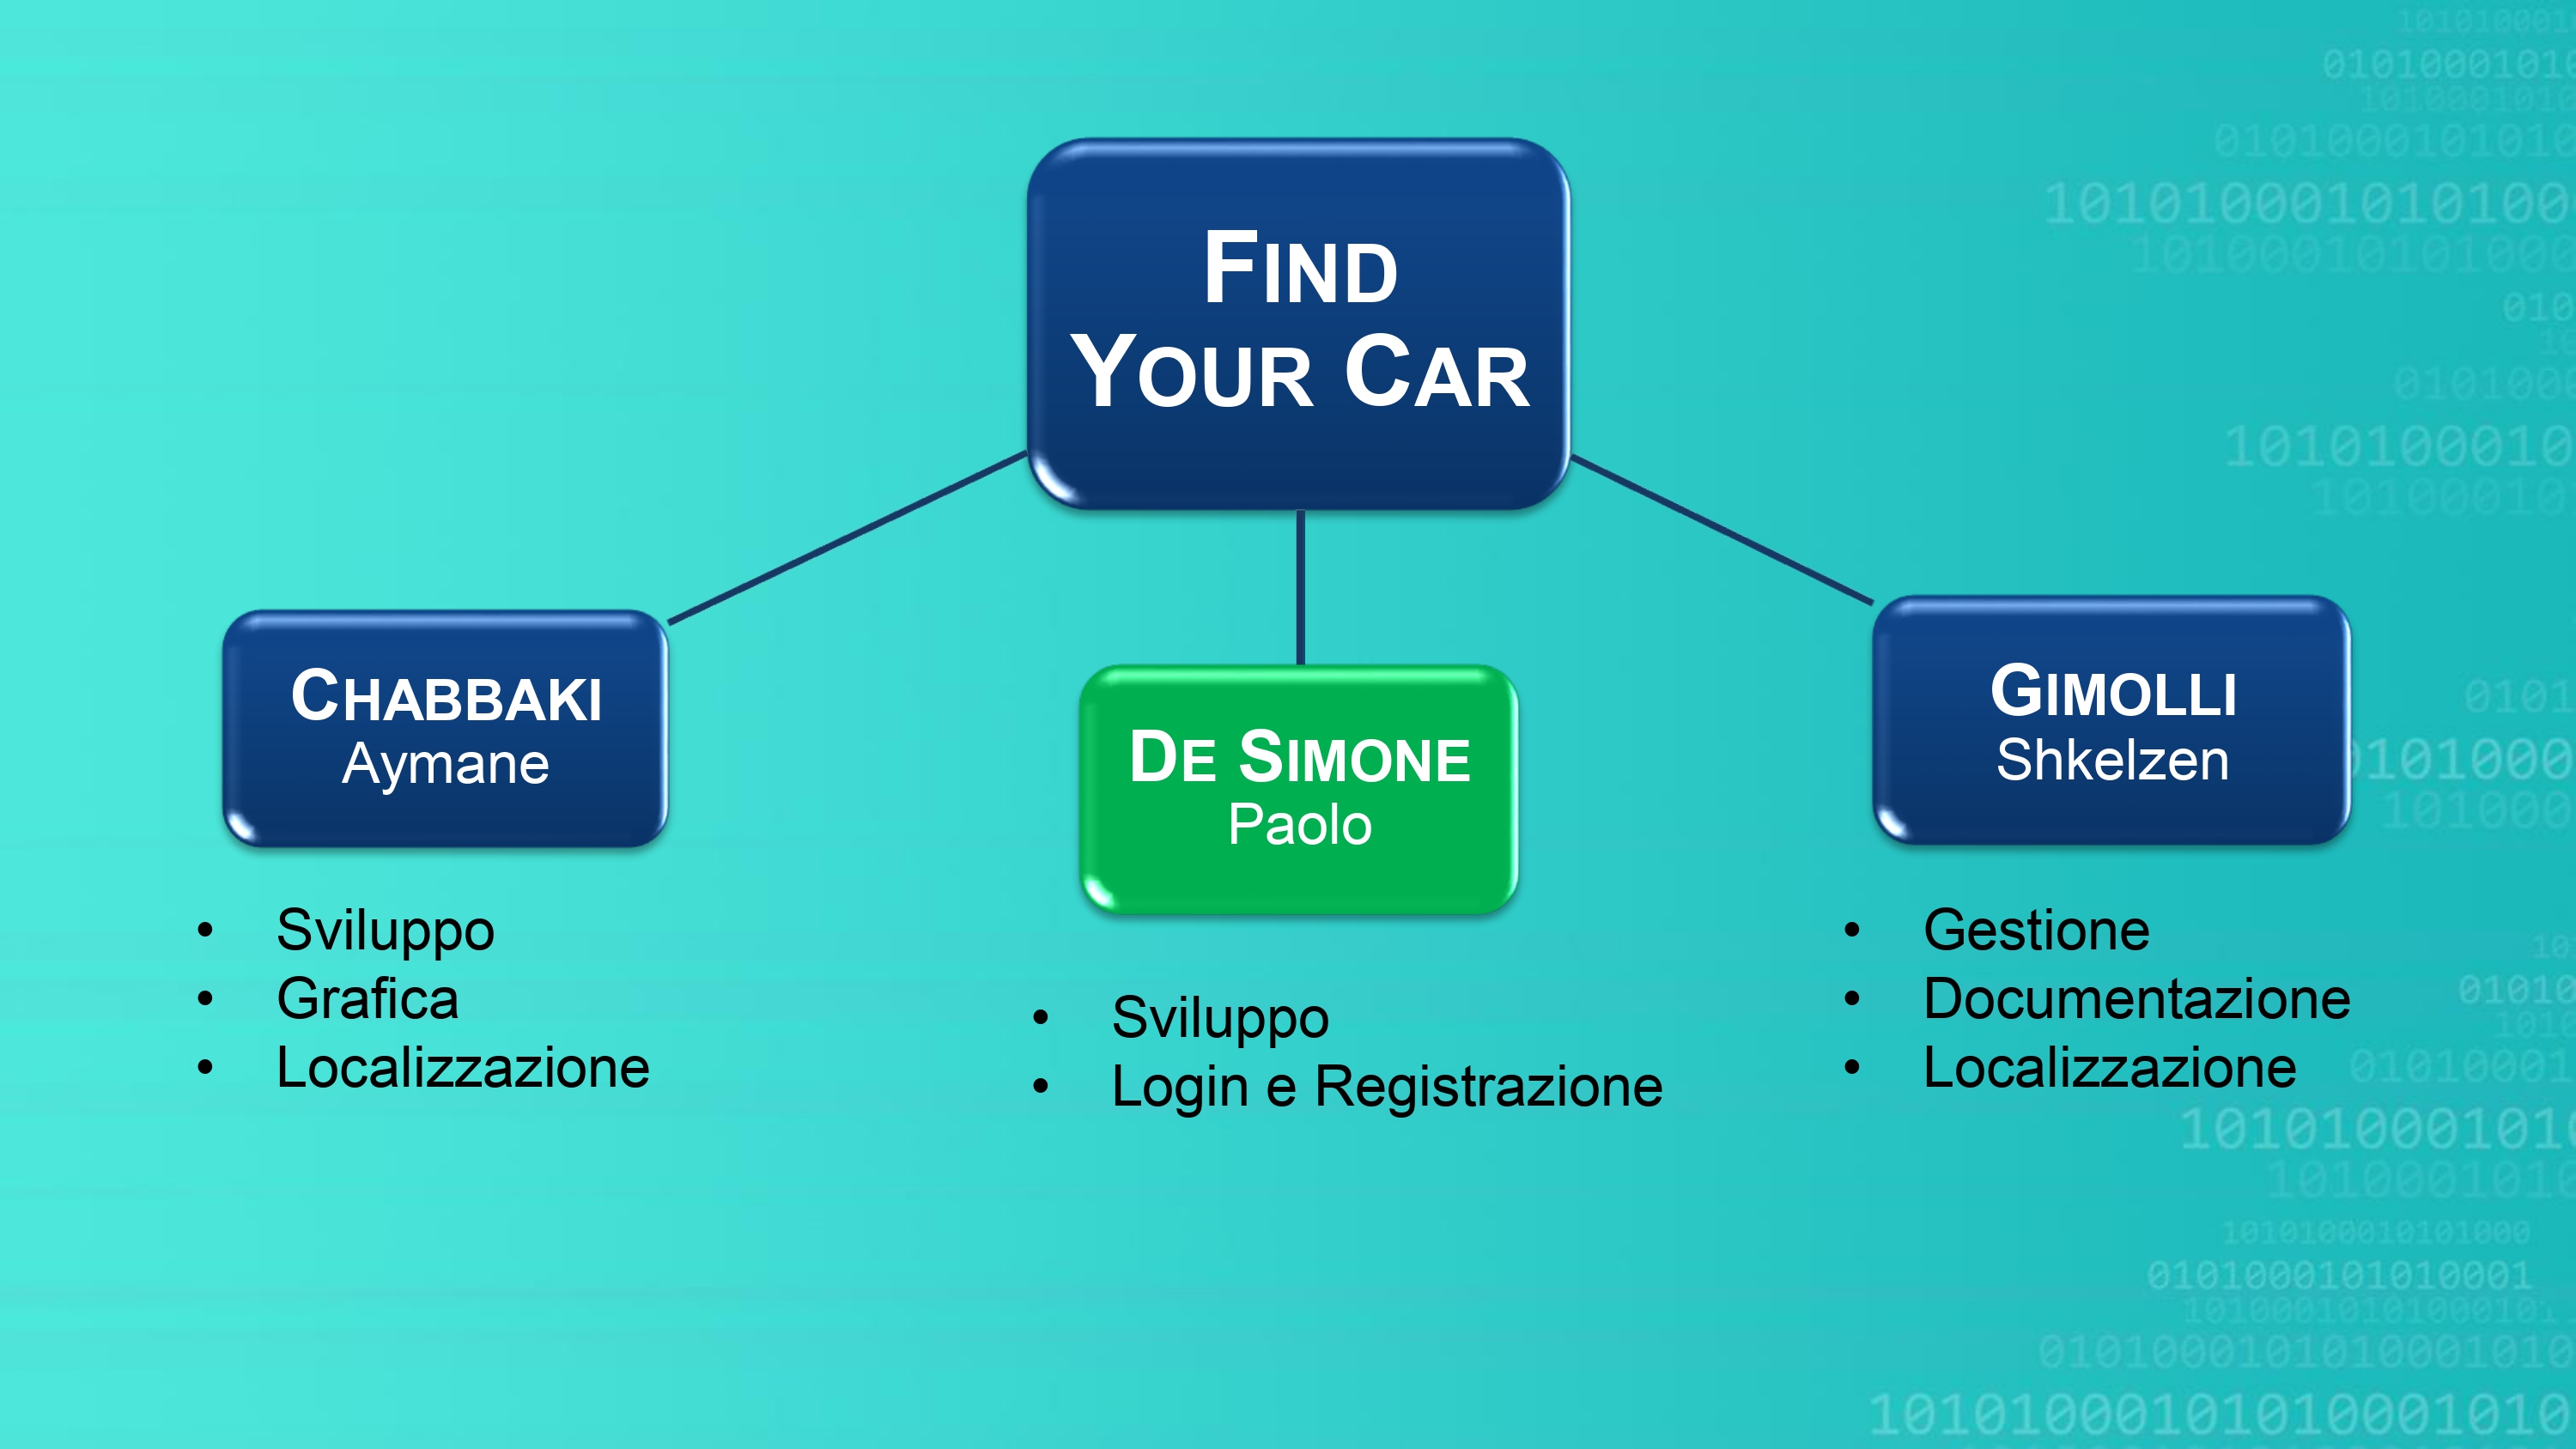 FIND
YOUR CAR
CHABBAKI
Aymane
• Sviluppo
• Grafica
• Localizzazione
DE SIMONE
Paolo
• Sviluppo
• Login e Registrazione
GIMOLLI
Shkelzen
• Gestione
• Documentazione
• Localizzazione